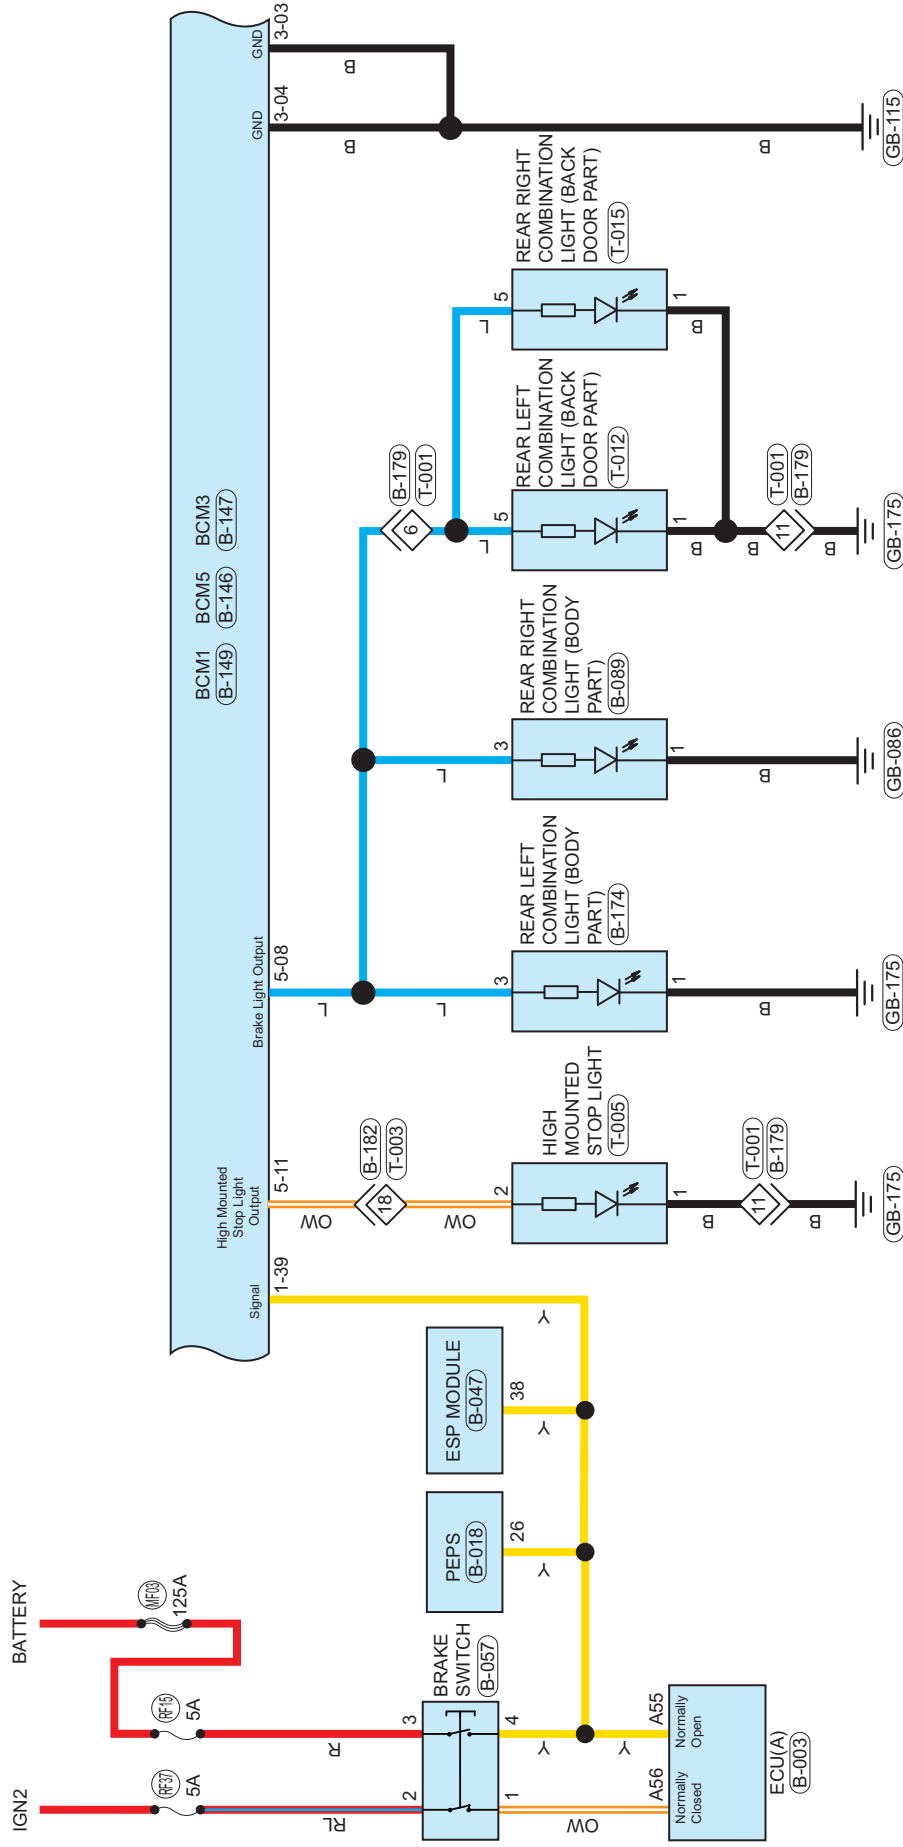 IGN2
BATTERY
RF37
5A
RF15
5A
MF03
125A
RL
R
2
3
BRAKE
SWITCH
B-057
1
4
OW
Y
Y
A56
A55
Normally
Closed
Normally
Open
ECU(A)
B-003
PEPS
B-018
26
Y
ESP MODULE
B-047
38
Y
Y
BCM1
B-149
BCM5
B-146
BCM3
B-147
Signal
1-39
High Mounted
Stop Light
Output
5-11
OW
18
B-182
T-003
OW
2
HIGH
MOUNTED
STOP LIGHT
T-005
1
B
11
T-001
B-179
B
GB-175
Brake Light Output
5-08
L
L
3
REAR LEFT
COMBINATION
LIGHT (BODY
PART)
B-174
1
B
GB-175
L
3
REAR RIGHT
COMBINATION
LIGHT (BODY
PART)
B-089
1
B
GB-086
6
B-179
T-001
L
5
REAR LEFT
COMBINATION
LIGHT (BACK
DOOR PART)
T-012
1
B
B
11
T-001
B-179
B
GB-175
L
5
REAR RIGHT
COMBINATION
LIGHT (BACK
DOOR PART)
T-015
1
B
GND
3-04
B
GND
3-03
B
B
GB-115